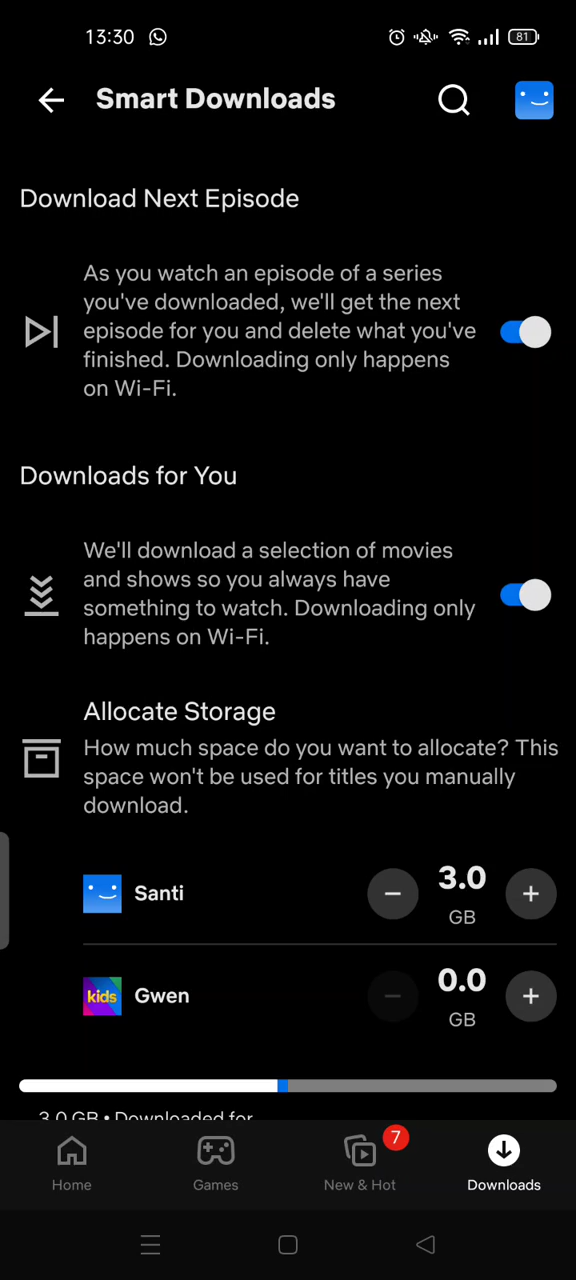 13:30
81
Smart Downloads
Download Next Episode
As you watch an episode of a series
you've downloaded, we'll get the next
episode for you and delete what you've
finished. Downloading only happens
on Wi-Fi.
Downloads for You
We'll download a selection of movies
and shows so you always have
something to watch. Downloading only
happens on Wi-Fi.
Allocate Storage
How much space do you want to allocate? This
space won't be used for titles you manually
download.
Santi
3.0
GB
kids
Gwen
0.0
GB
3.0 GB • Downloaded for
7
Home
Games
New & Hot
Downloads